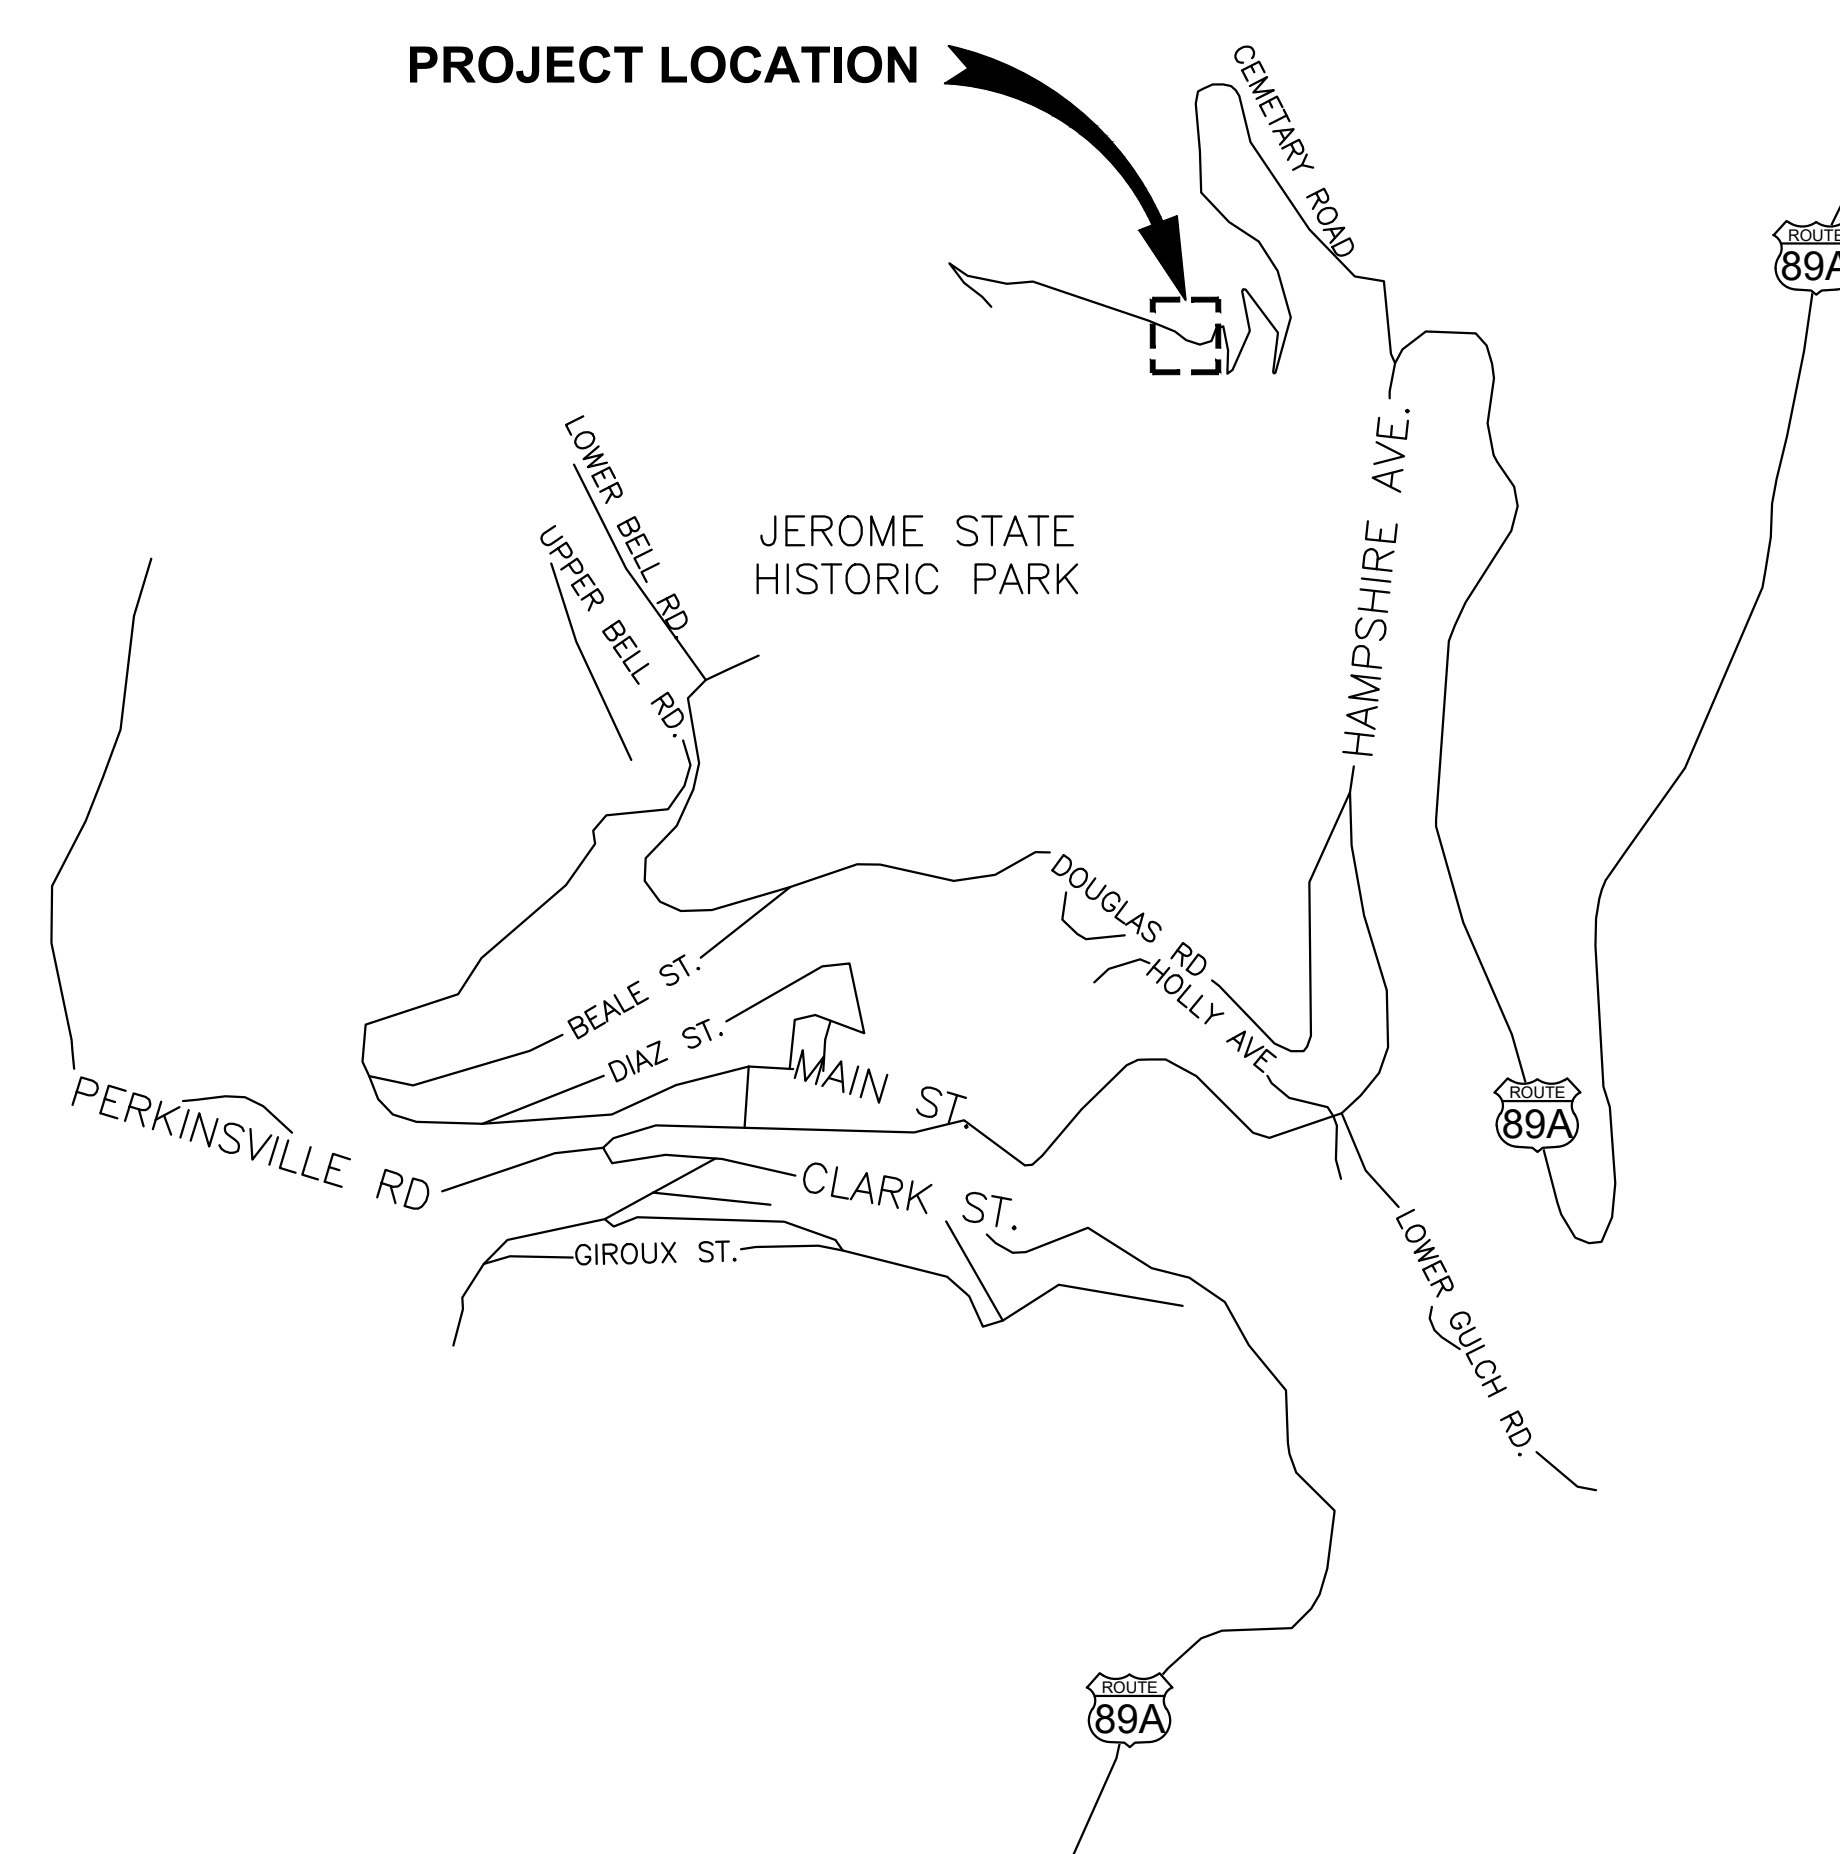 PROJECT LOCATION
CEMETARY ROAD
ROUTE
89A
LOWER BELL RD.
UPPER BELL RD.
JEROME STATE
HISTORIC PARK
HAMPSHIRE AVE.
DOUGLAS RD
HOLLY AVE
BEALE ST.
DIAZ ST.
MAIN ST.
PERKINSVILLE RD
CLARK ST.
GIROUX ST.
ROUTE
89A
LOWER GULCH RD.
ROUTE
89A